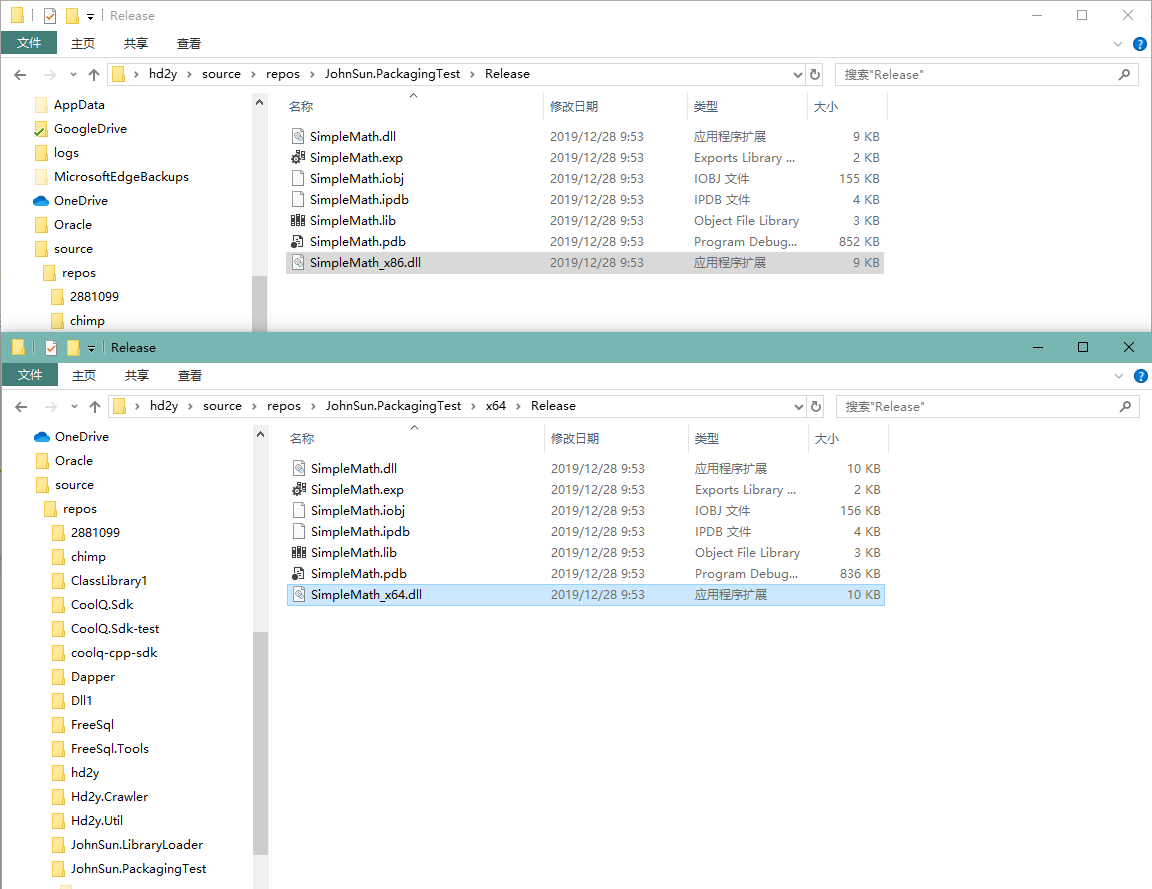 Release
文件 主页 共享 查看
hd2y source repos JohnSun.PackagingTest Release 搜索"Release"
AppData
GoogleDrive
logs
MicrosoftEdgeBackups
OneDrive
Oracle
source
repos
2881099
chimp
名称 修改日期 类型 大小
SimpleMath.dll 2019/12/28 9:53 应用程序扩展 9 KB
SimpleMath.exp 2019/12/28 9:53 Exports Library ... 2 KB
SimpleMath.iobj 2019/12/28 9:53 IOBJ 文件 155 KB
SimpleMath.ipdb 2019/12/28 9:53 IPDB 文件 4 KB
SimpleMath.lib 2019/12/28 9:53 Object File Library 3 KB
SimpleMath.pdb 2019/12/28 9:53 Program Debug... 852 KB
SimpleMath_x86.dll 2019/12/28 9:53 应用程序扩展 9 KB
Release
文件 主页 共享 查看
hd2y source repos JohnSun.PackagingTest x64 Release 搜索"Release"
OneDrive
Oracle
source
repos
2881099
chimp
ClassLibrary1
CoolQ.Sdk
CoolQ.Sdk-test
coolq-cpp-sdk
Dapper
Dll1
FreeSql
FreeSql.Tools
hd2y
Hd2y.Crawler
Hd2y.Util
JohnSun.LibraryLoader
JohnSun.PackagingTest
名称 修改日期 类型 大小
SimpleMath.dll 2019/12/28 9:53 应用程序扩展 10 KB
SimpleMath.exp 2019/12/28 9:53 Exports Library ... 2 KB
SimpleMath.iobj 2019/12/28 9:53 IOBJ 文件 156 KB
SimpleMath.ipdb 2019/12/28 9:53 IPDB 文件 4 KB
SimpleMath.lib 2019/12/28 9:53 Object File Library 3 KB
SimpleMath.pdb 2019/12/28 9:53 Program Debug... 836 KB
SimpleMath_x64.dll 2019/12/28 9:53 应用程序扩展 10 KB